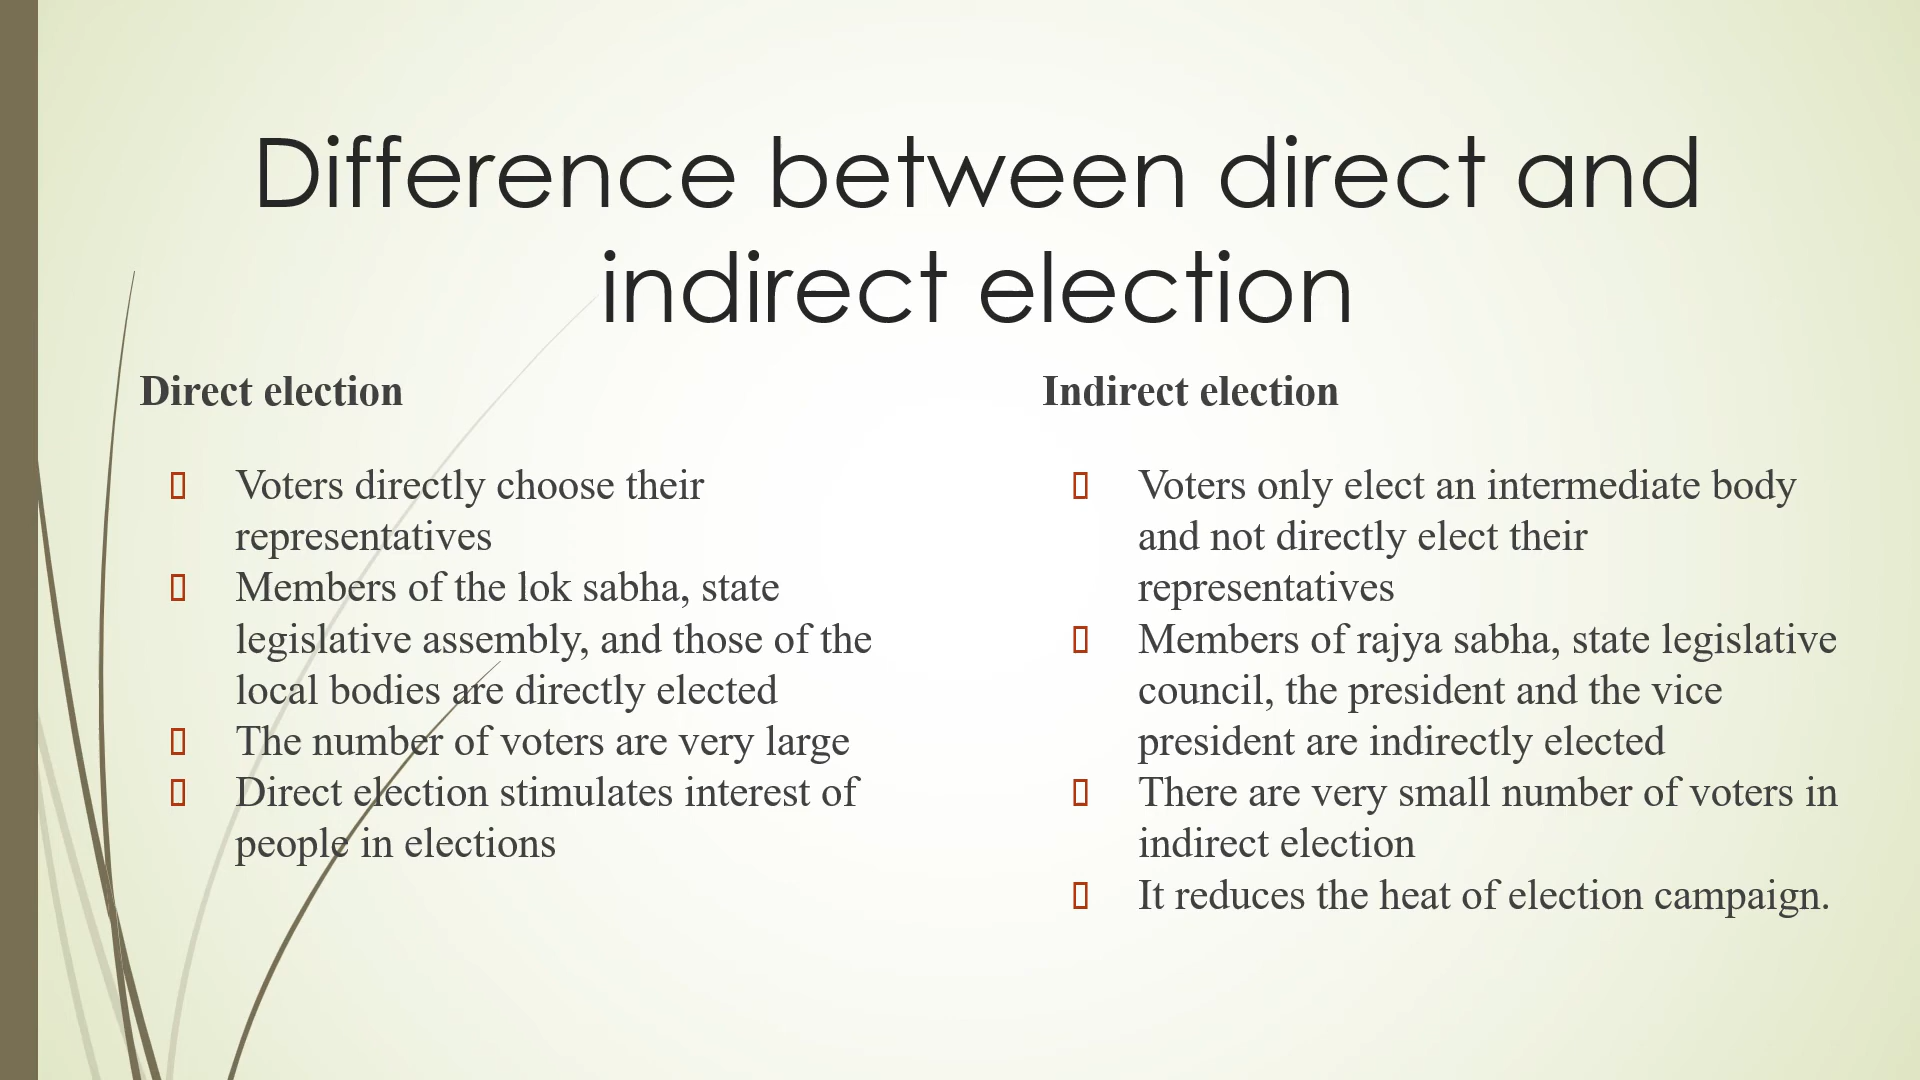 Difference between direct and
indirect election
Direct election
Voters directly choose their
representatives
Members of the lok sabha, state
legislative assembly, and those of the
local bodies are directly elected
The number of voters are very large
Direct election stimulates interest of
people in elections
Indirect election
Voters only elect an intermediate body
and not directly elect their
representatives
Members of rajya sabha, state legislative
council, the president and the vice
president are indirectly elected
There are very small number of voters in
indirect election
It reduces the heat of election campaign.